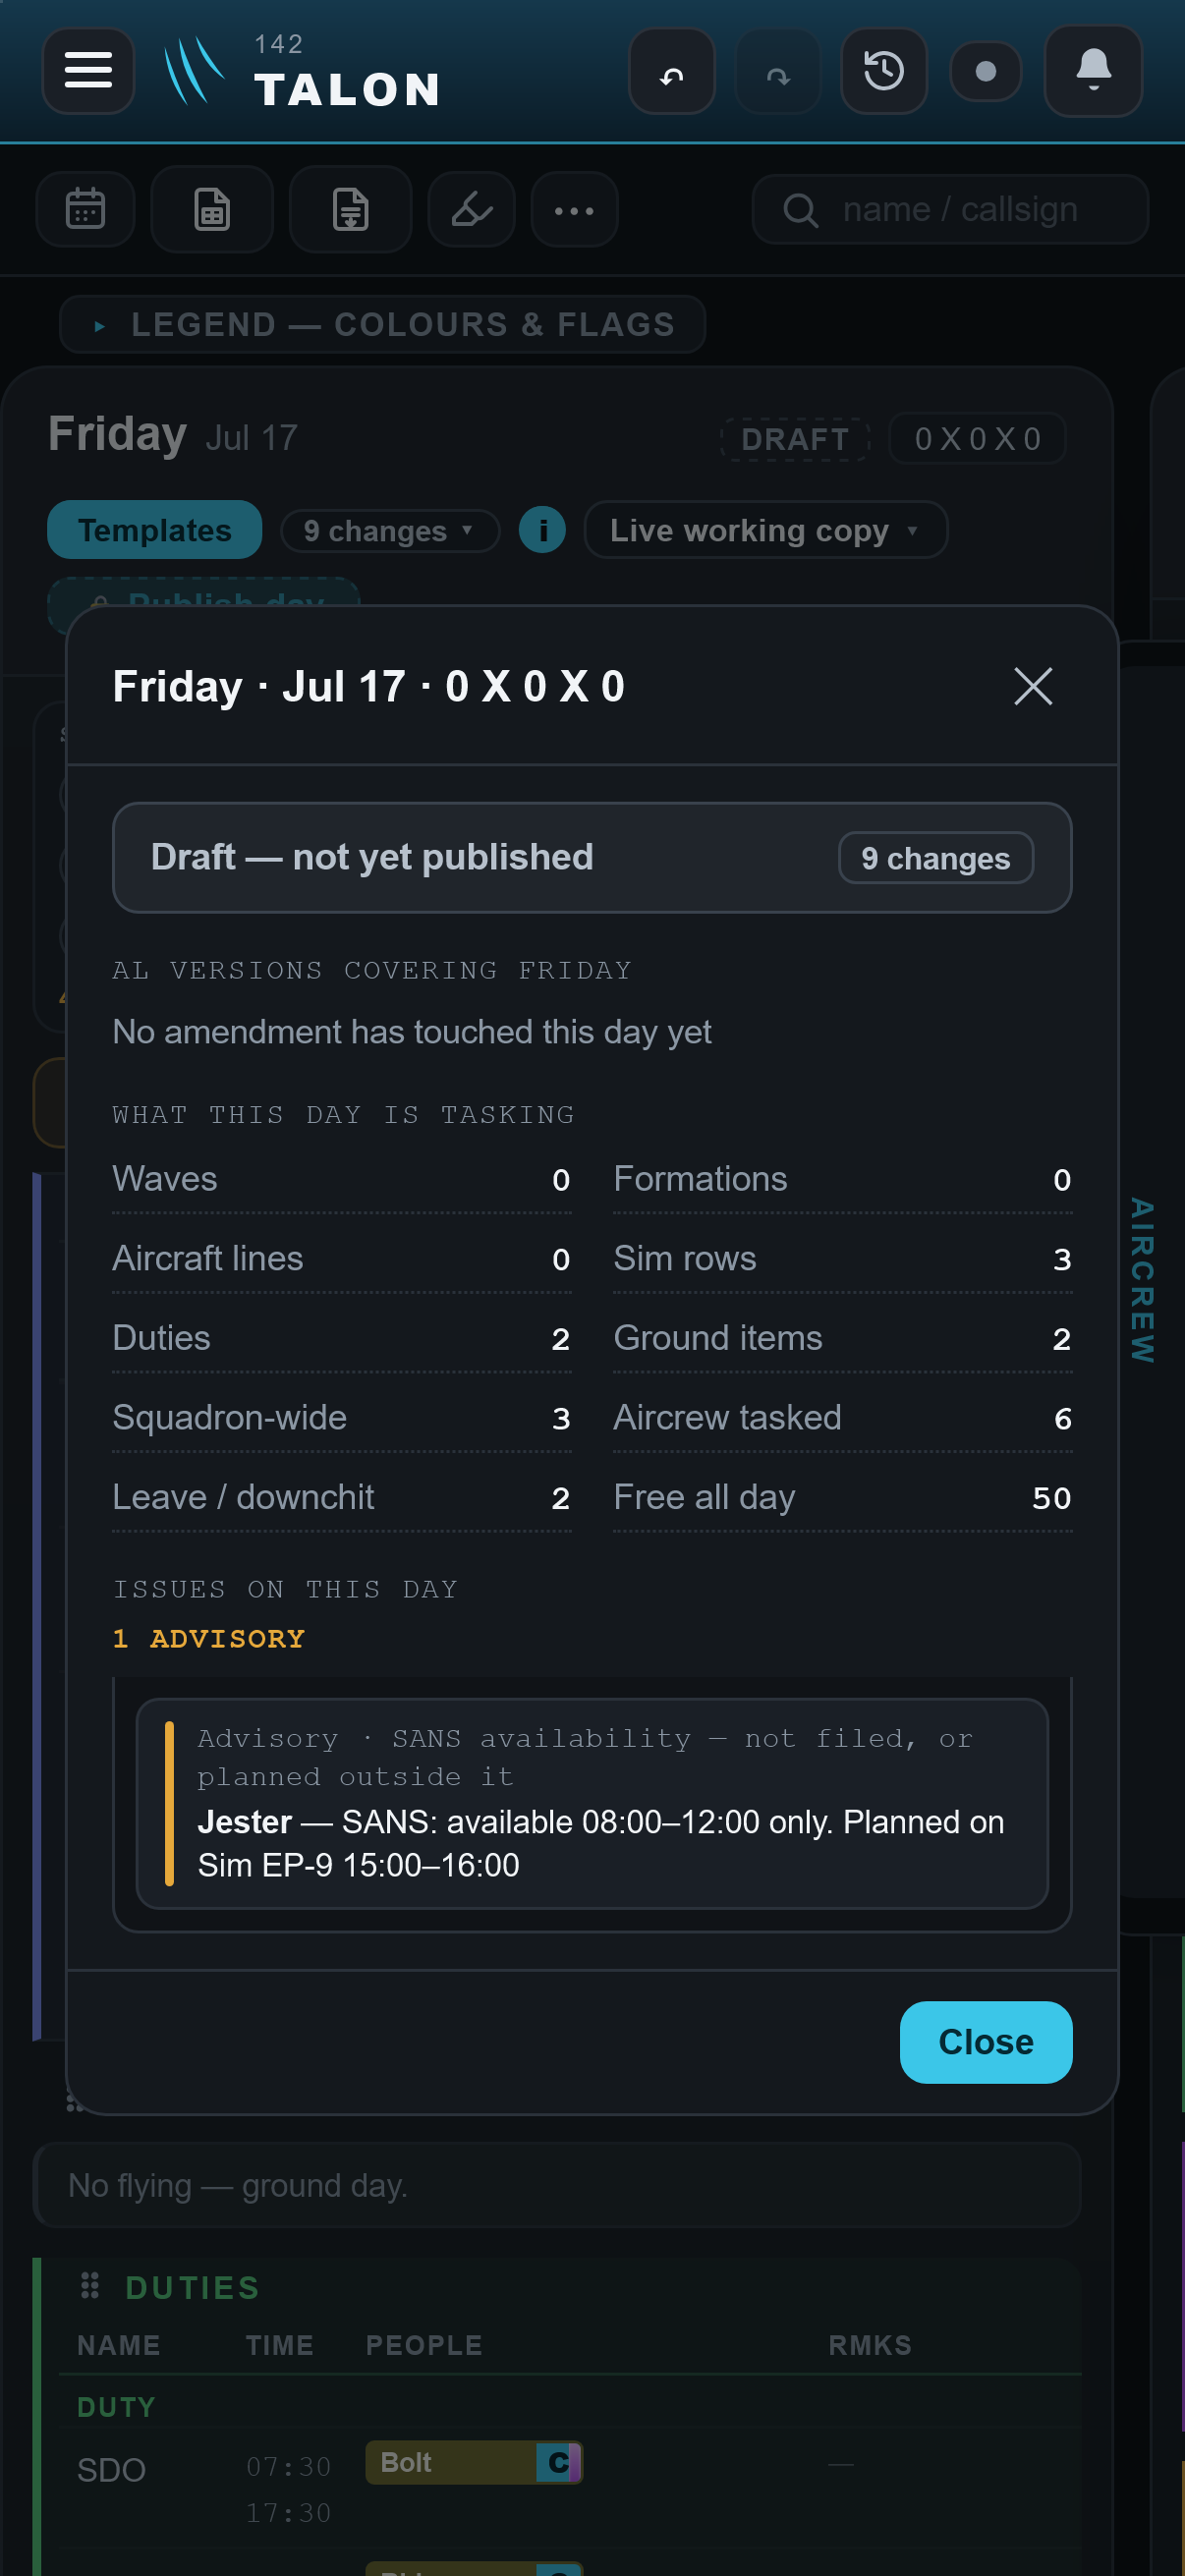 142
TALON
name / callsign
▸ LEGEND — COLOURS & FLAGS
Friday Jul 17
DRAFT
0 X 0 X 0
Templates
9 changes ▾
i
Live working copy ▾
Publish day
Friday · Jul 17 · 0 X 0 X 0
Draft — not yet published
9 changes
AL VERSIONS COVERING FRIDAY
No amendment has touched this day yet
WHAT THIS DAY IS TASKING
Waves 0
Formations 0
Aircraft lines 0
Sim rows 3
Duties 2
Ground items 2
Squadron-wide 3
Aircrew tasked 6
Leave / downchit 2
Free all day 50
ISSUES ON THIS DAY
1 ADVISORY
Advisory · SANS availability — not filed, or
planned outside it
Jester — SANS: available 08:00–12:00 only. Planned on
Sim EP-9 15:00–16:00
Close
AIRCREW
No flying — ground day.
DUTIES
NAME TIME PEOPLE RMKS
DUTY
SDO 07:30 Bolt C —
17:30